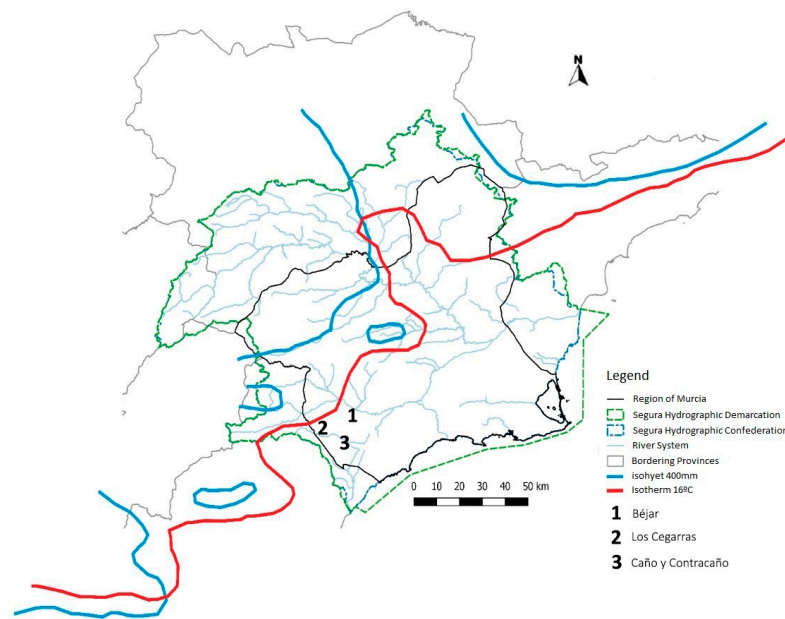 N
Legend
Region of Murcia
Segura Hydrographic Demarcation
Segura Hydrographic Confederation
River System
Bordering Provinces
isohyet 400mm
Isotherm 16ºC
1 Béjar
2 Los Cegarras
3 Caño y Contracaño
1
2
3
0 10 20 30 40 50 km